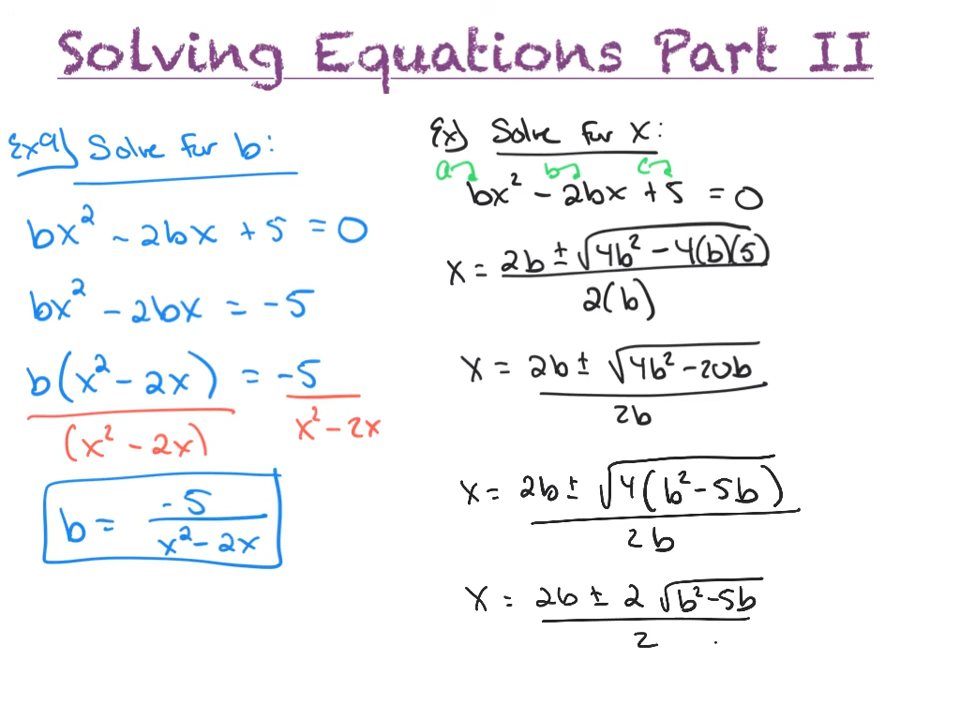 Solving Equations Part II
Ex9) Solve for b:
bx² - 2bx + 5 = 0
bx² - 2bx = -5
b(x² - 2x) = -5
(x² - 2x) x² - 2x
b = -5
x² - 2x
Ex) Solve for x:
a b c
bx² - 2bx + 5 = 0
x = 2b ± √4b² - 4(b)(5)
2(b)
x = 2b ± √4b² - 20b
2b
x = 2b ± √4(b² - 5b)
2b
x = 2b ± 2 √b² - 5b
2